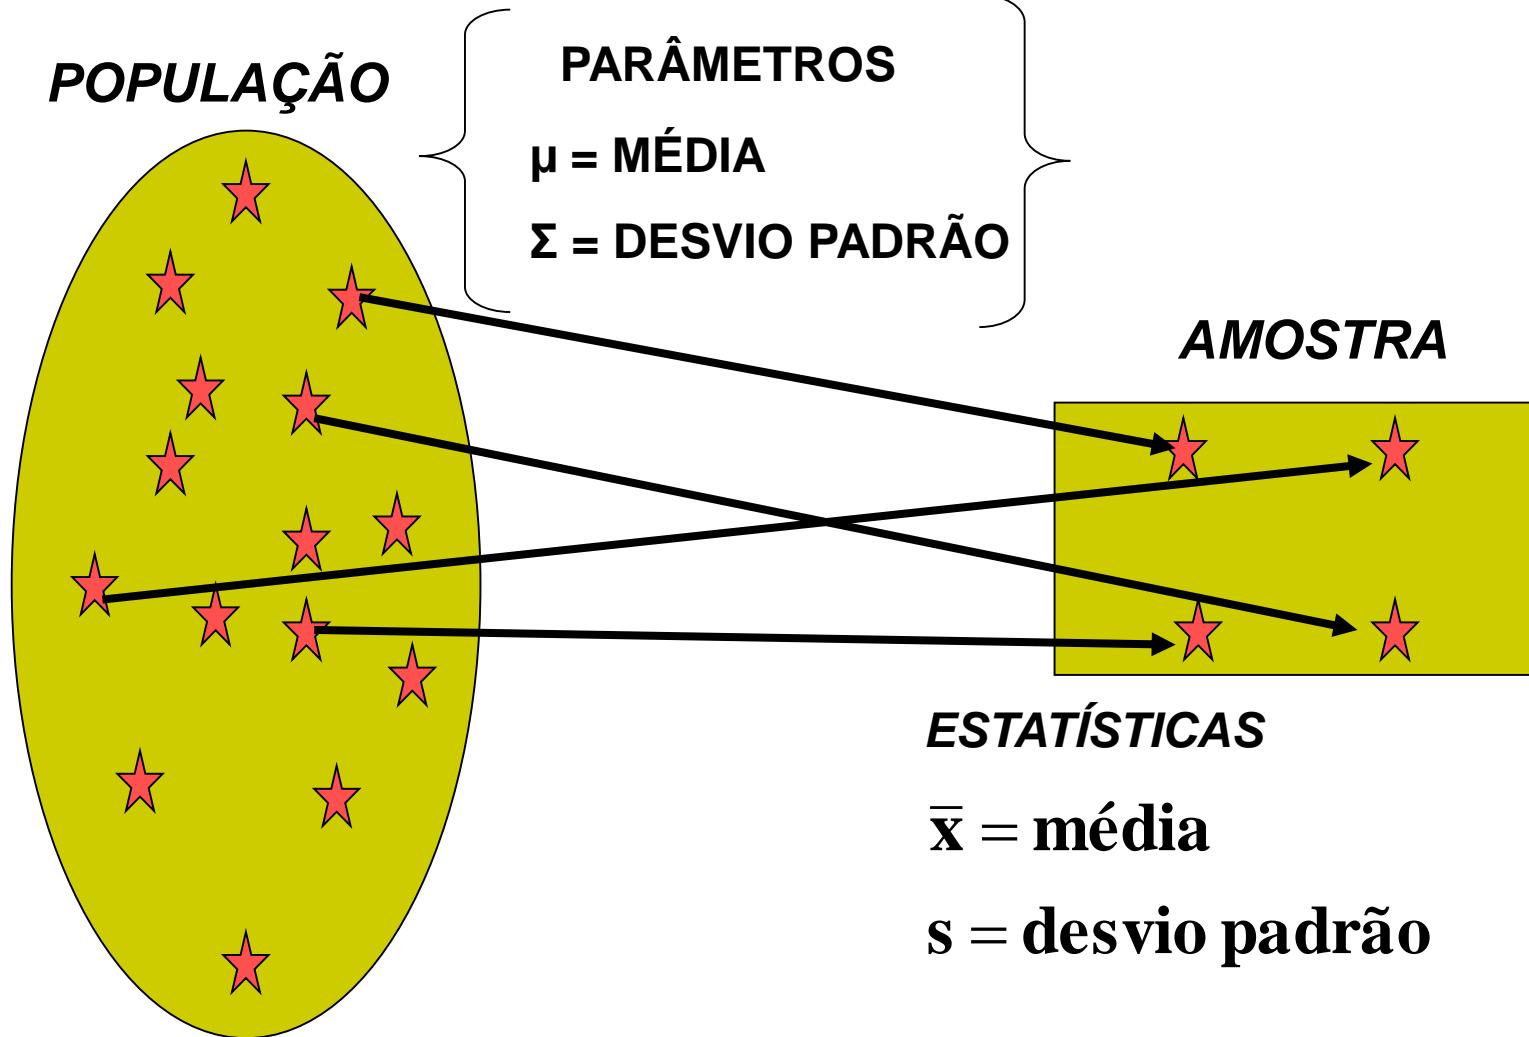 POPULAÇÃO
PARÂMETROS
μ = MÉDIA
Σ = DESVIO PADRÃO
AMOSTRA
ESTATÍSTICAS
x̅ = média
s = desvio padrão